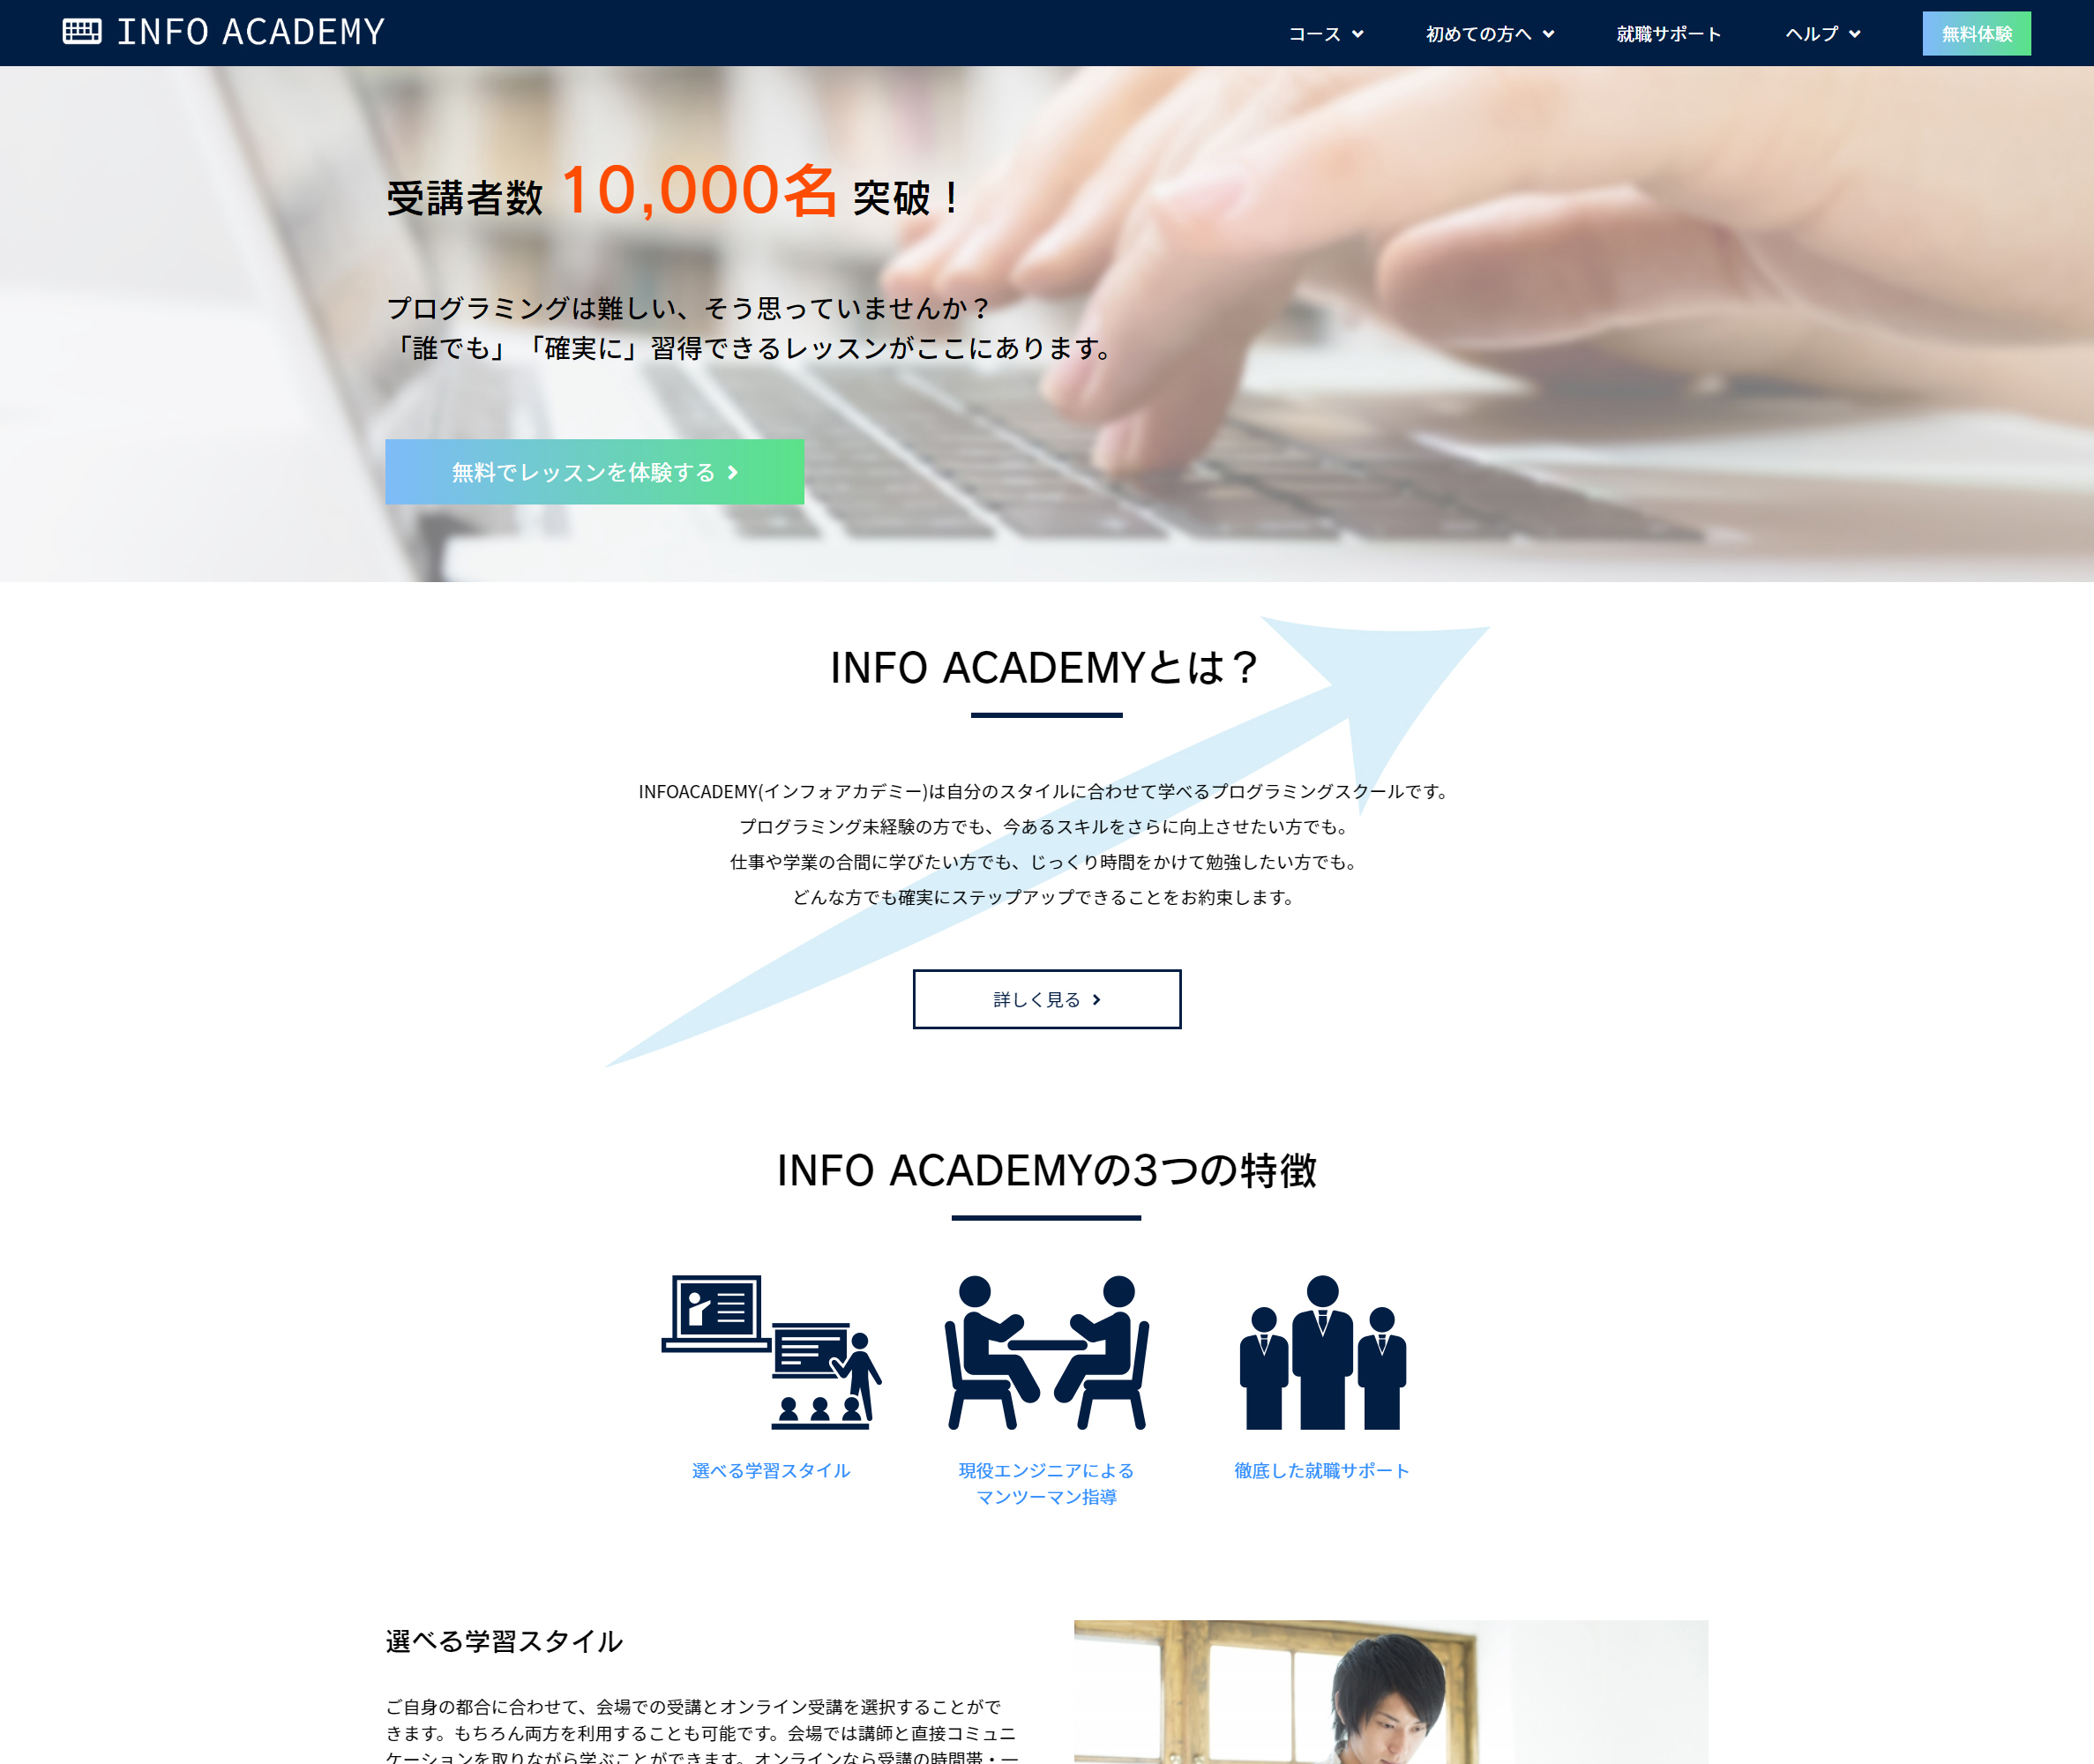 INFO ACADEMY
コース
初めての方へ
就職サポート
ヘルプ
無料体験
受講者数 10,000名 突破！
プログラミングは難しい、そう思っていませんか？
「誰でも」「確実に」習得できるレッスンがここにあります。
無料でレッスンを体験する
INFO ACADEMYとは？
INFOACADEMY(インフォアカデミー)は自分のスタイルに合わせて学べるプログラミングスクールです。
プログラミング未経験の方でも、今あるスキルをさらに向上させたい方でも。
仕事や学業の合間に学びたい方でも、じっくり時間をかけて勉強したい方でも。
どんな方でも確実にステップアップできることをお約束します。
詳しく見る
INFO ACADEMYの3つの特徴
選べる学習スタイル
現役エンジニアによる
マンツーマン指導
徹底した就職サポート
選べる学習スタイル
ご自身の都合に合わせて、会場での受講とオンライン受講を選択することがで
きます。もちろん両方を利用することも可能です。会場では講師と直接コミュニ
ケーションを取りながら学ぶことができます。オンラインなら受講の時間帯・一